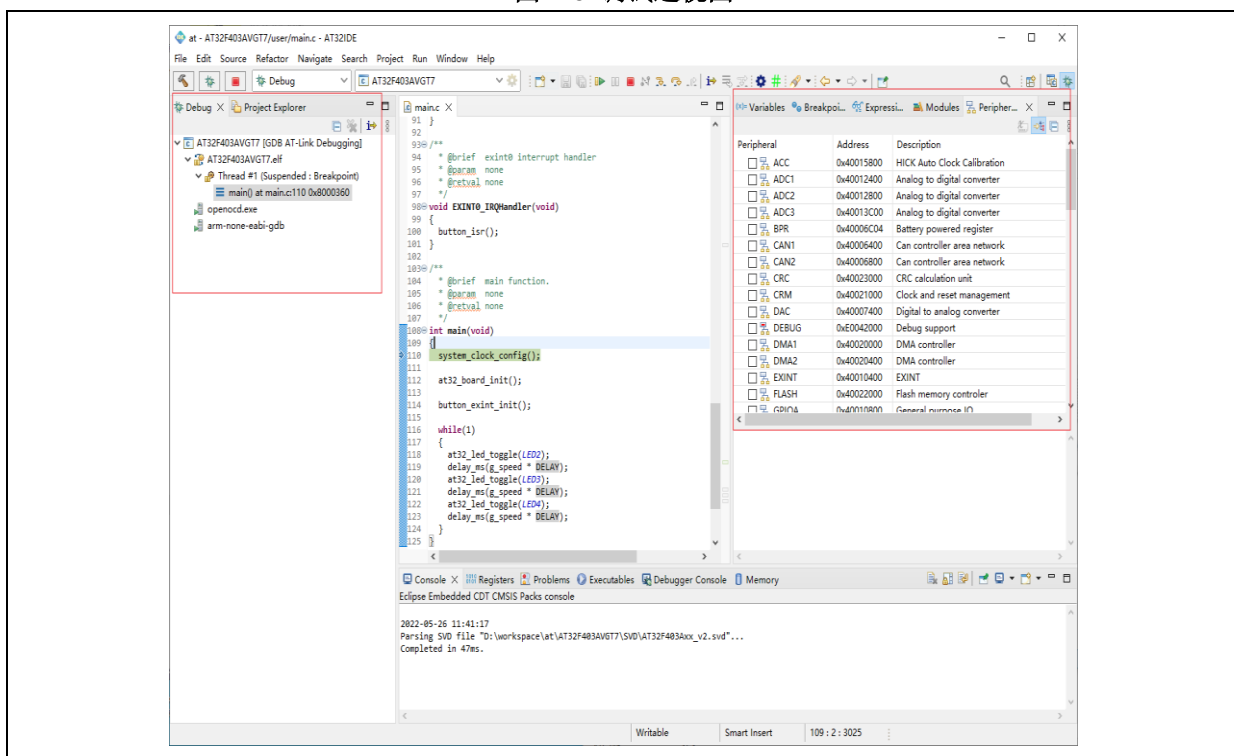 at - AT32F403AVGT7/user/main.c - AT32IDE
File Edit Source Refactor Navigate Search Project Run Window Help
Debug AT32F403AVGT7
Debug Project Explorer
AT32F403AVGT7 [GDB AT-Link Debugging]
AT32F403AVGT7.elf
Thread #1 (Suspended : Breakpoint)
main() at main.c:110 0x8000360
openocd.exe
arm-none-eabi-gdb
main.c
91 }
92
93 /**
94 * @brief exint0 interrupt handler
95 * @param none
96 * @retval none
97 */
98 void EXINT0_IRQHandler(void)
99 {
100 button_isr();
101 }
102
103 /**
104 * @brief main function.
105 * @param none
106 * @retval none
107 */
108 int main(void)
109 {
110 system_clock_config();
111
112 at32_board_init();
113
114 button_exint_init();
115
116 while(1)
117 {
118 at32_led_toggle(LED2);
119 delay_ms(g_speed * DELAY);
120 at32_led_toggle(LED3);
121 delay_ms(g_speed * DELAY);
122 at32_led_toggle(LED4);
123 delay_ms(g_speed * DELAY);
124 }
125 }
Variables Breakpoi... Expressi... Modules Peripher...
Peripheral Address Description
ACC 0x40015800 HICK Auto Clock Calibration
ADC1 0x40012400 Analog to digital converter
ADC2 0x40012800 Analog to digital converter
ADC3 0x40013C00 Analog to digital converter
BPR 0x40006C04 Battery powered register
CAN1 0x40006400 Can controller area network
CAN2 0x40006800 Can controller area network
CRC 0x40023000 CRC calculation unit
CRM 0x40021000 Clock and reset management
DAC 0x40007400 Digital to analog converter
DEBUG 0xE0042000 Debug support
DMA1 0x40020000 DMA controller
DMA2 0x40020400 DMA controller
EXINT 0x40010400 EXINT
FLASH 0x40022000 Flash memory controler
GPIOA 0x40010800 General purpose IO
Console Registers Problems Executables Debugger Console Memory
Eclipse Embedded CDT CMSIS Packs console
2022-05-26 11:41:17
Parsing SVD file "D:\workspace\at\AT32F403AVGT7\SVD\AT32F403Axx_v2.svd"...
Completed in 47ms.
Writable Smart Insert 109 : 2 : 3025